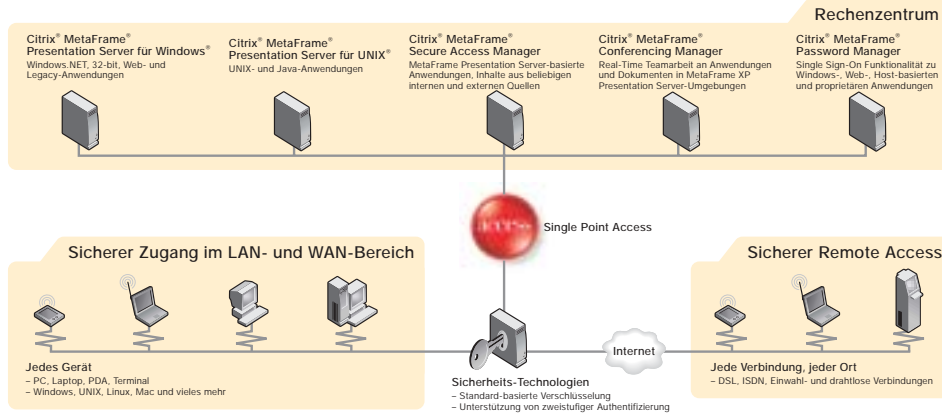 Rechenzentrum
Citrix® MetaFrame®
Presentation Server für Windows®
Windows.NET, 32-bit, Web- und
Legacy-Anwendungen
Citrix® MetaFrame®
Presentation Server für UNIX®
UNIX- und Java-Anwendungen
Citrix® MetaFrame®
Secure Access Manager
MetaFrame Presentation Server-basierte
Anwendungen, Inhalte aus beliebigen
internen und externen Quellen
Citrix® MetaFrame®
Conferencing Manager
Real-Time Teamarbeit an Anwendungen
und Dokumenten in MetaFrame XP
Presentation Server-Umgebungen
Citrix® MetaFrame®
Password Manager
Single Sign-On Funktionalität zu
Windows-, Web-, Host-basierten
und proprietären Anwendungen
access
Single Point Access
Sicherer Zugang im LAN- und WAN-Bereich
Jedes Gerät
– PC, Laptop, PDA, Terminal
– Windows, UNIX, Linux, Mac und vieles mehr
Sicherheits-Technologien
– Standard-basierte Verschlüsselung
– Unterstützung von zweistufiger Authentifizierung
Internet
Sicherer Remote Access
Jede Verbindung, jeder Ort
– DSL, ISDN, Einwahl- und drahtlose Verbindungen